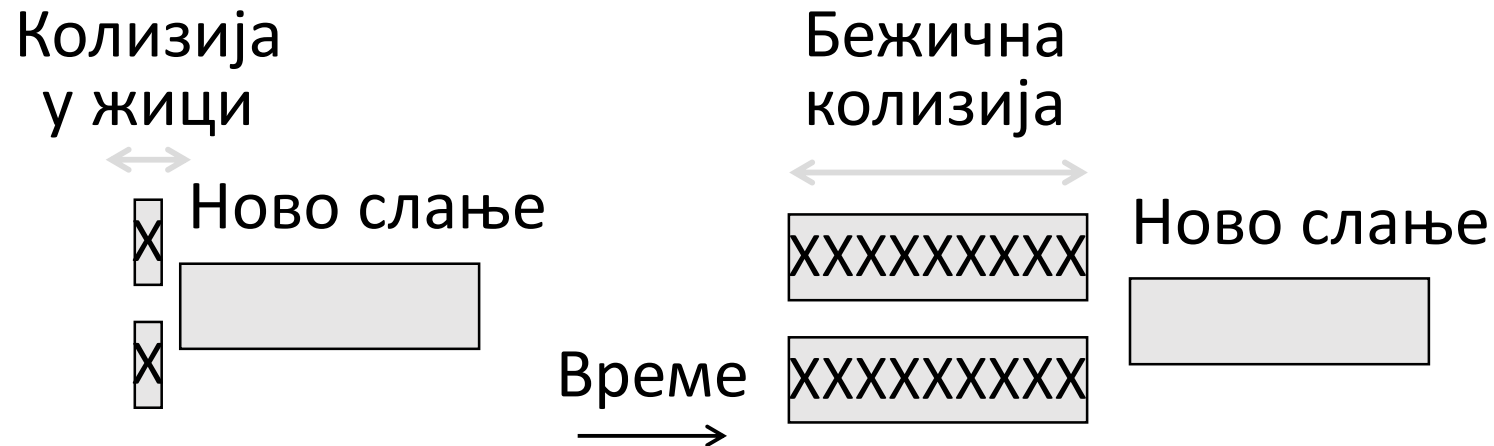 Колизија
у жици
Ново слање
X
X
Време
Бежична
колизија
Ново слање
XXXXXXXXX
XXXXXXXXX